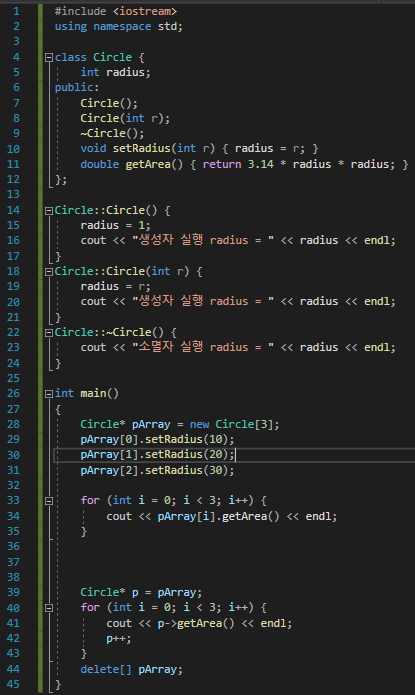 1 #include <iostream>
2 using namespace std;
3
4 class Circle {
5     int radius;
6 public:
7     Circle();
8     Circle(int r);
9     ~Circle();
10     void setRadius(int r) { radius = r; }
11     double getArea() { return 3.14 * radius * radius; }
12 };
13
14 Circle::Circle() {
15     radius = 1;
16     cout << "생성자 실행 radius = " << radius << endl;
17 }
18 Circle::Circle(int r) {
19     radius = r;
20     cout << "생성자 실행 radius = " << radius << endl;
21 }
22 Circle::~Circle() {
23     cout << "소멸자 실행 radius = " << radius << endl;
24 }
25
26 int main()
27 {
28     Circle* pArray = new Circle[3];
29     pArray[0].setRadius(10);
30     pArray[1].setRadius(20);
31     pArray[2].setRadius(30);
32
33     for (int i = 0; i < 3; i++) {
34         cout << pArray[i].getArea() << endl;
35     }
36
37
38
39     Circle* p = pArray;
40     for (int i = 0; i < 3; i++) {
41         cout << p->getArea() << endl;
42         p++;
43     }
44     delete[] pArray;
45 }